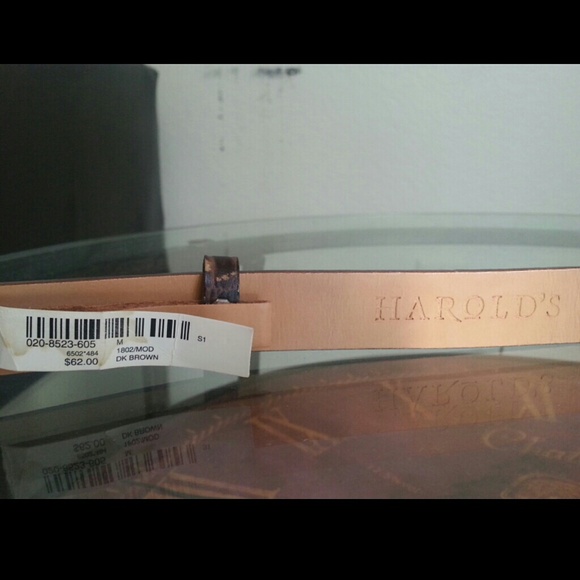 HAROLD'S
020-8523-605 M S1
6502*484 1802/MOD
$62.00 DK BROWN